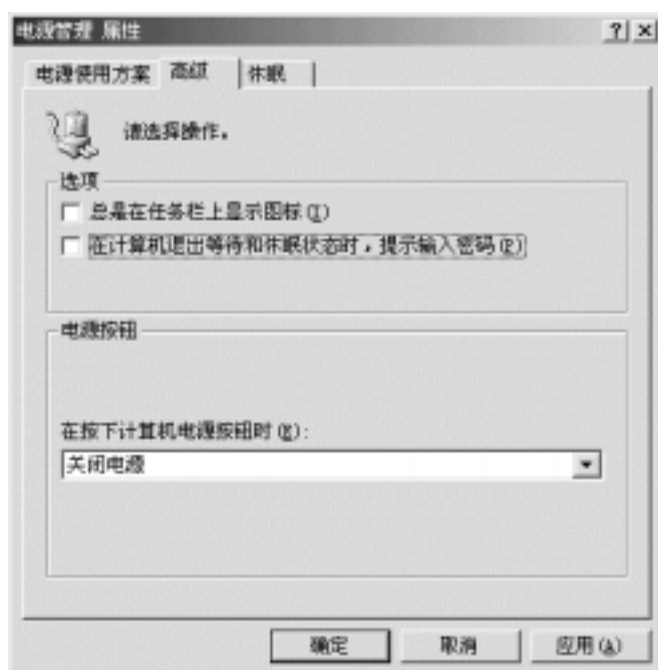 电源管理 属性
电源使用方案 高级 休眠
请选择操作。
选项
总是在任务栏上显示图标(I)
在计算机退出等待和休眠状态时，提示输入密码(P)
电源按钮
在按下计算机电源按钮时(E):
关闭电源
确定 取消 应用(A)